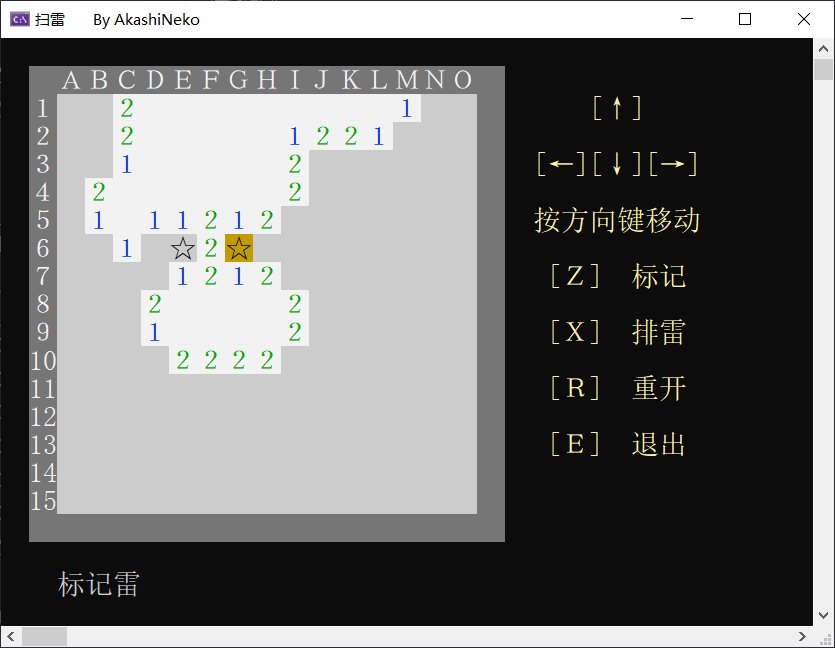 扫雷 By AkashiNeko
A B C D E F G H I J K L M N O
1 2 1 [↑]
2 2 1 2 2 1
3 1 2 [←][↓][→]
4 2 2
5 1 1 1 2 1 2 按方向键移动
6 1 ☆ 2 ☆
7 1 2 1 2 [Z] 标记
8 2 2
9 1 2 [X] 排雷
10 2 2 2 2
11 [R] 重开
12
13 [E] 退出
14
15
标记雷